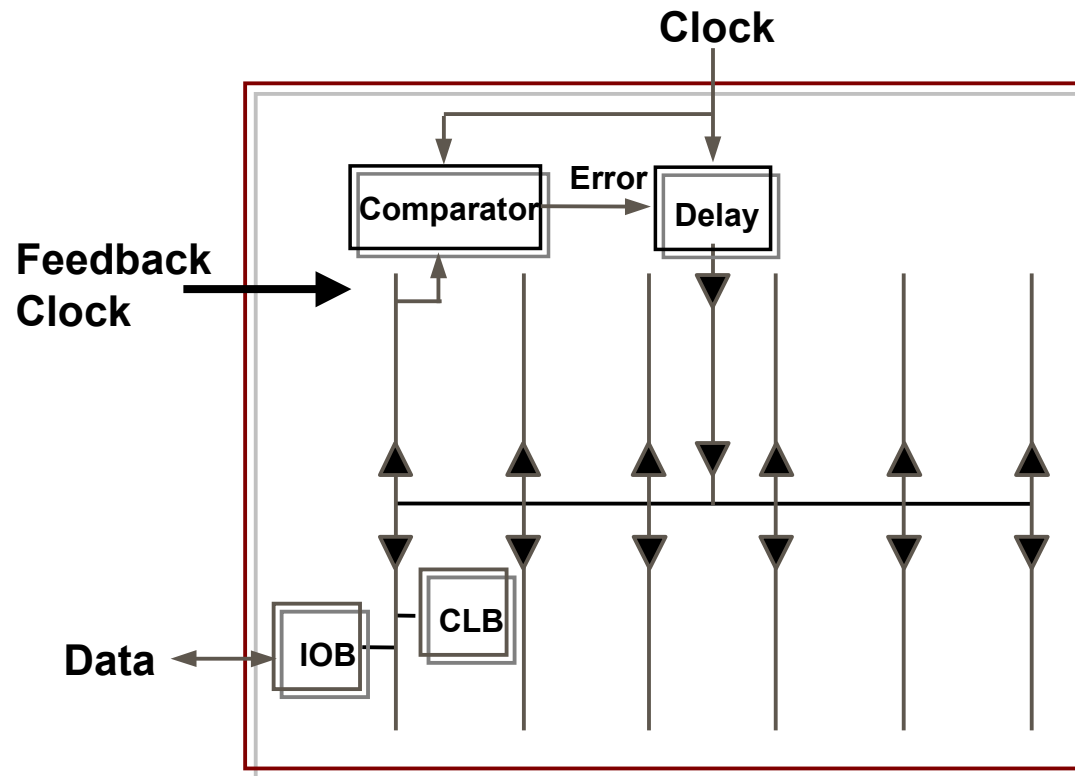 Clock
Error
Comparator
Delay
Feedback
Clock
CLB
IOB
Data